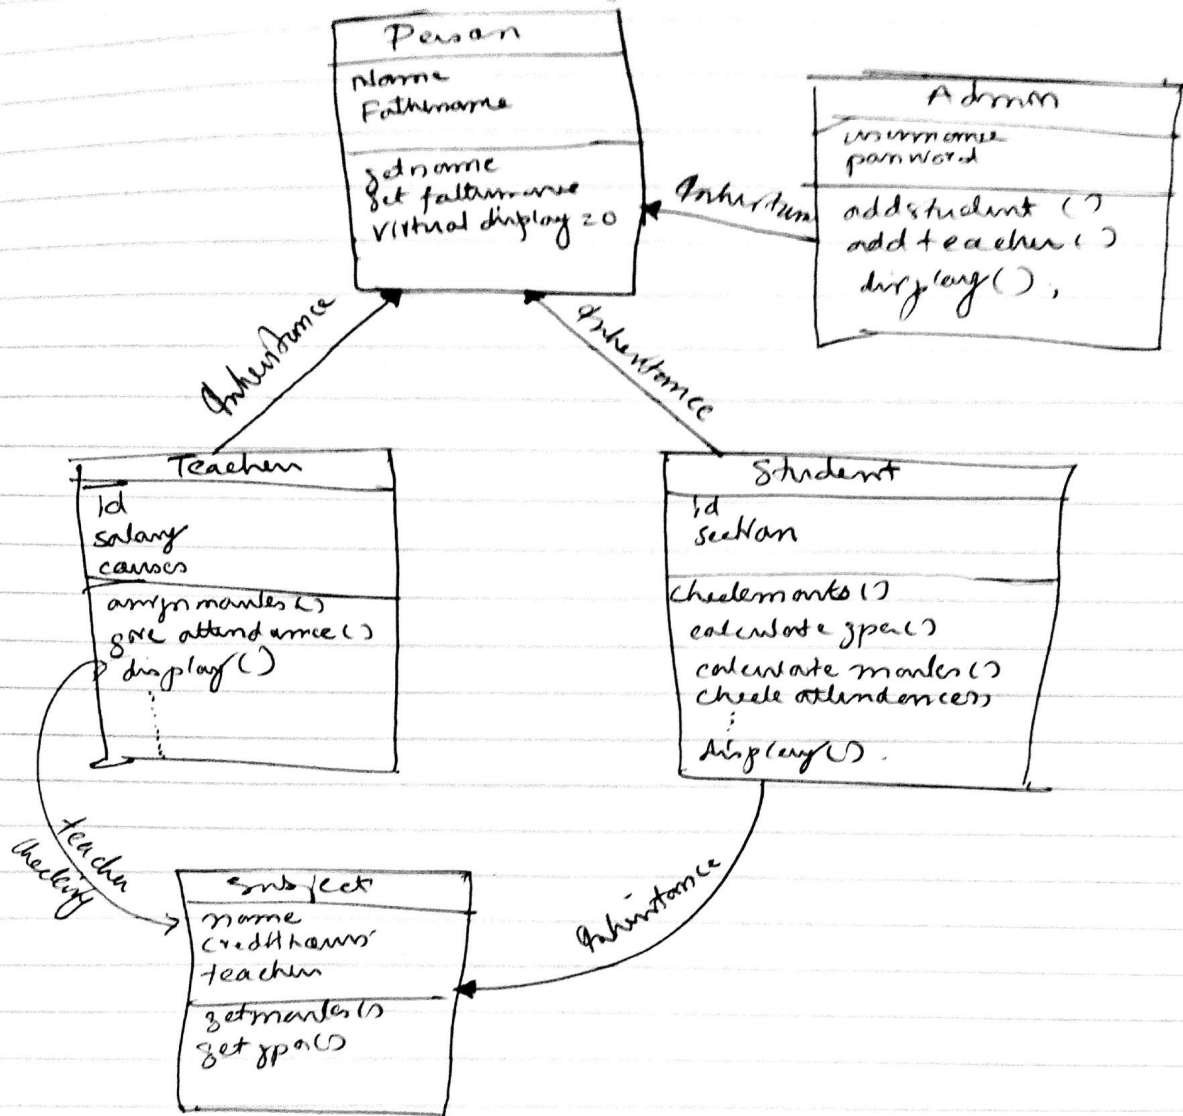 Person
Name
Fathername
getname
get fathername
virtual display = 0
Admin
username
password
addstudent ()
add teacher ()
display(),
Inheritance
Inheritance
Teacher
id
salary
courses
assign marks ()
give attendance ()
display ()
Student
id
section
checkmarks ()
calculate gpa()
calculate marks ()
check attendence()
display().
teacher
checking
Inheritance
subject
name
credithours
teacher
getmarks()
get gpa()